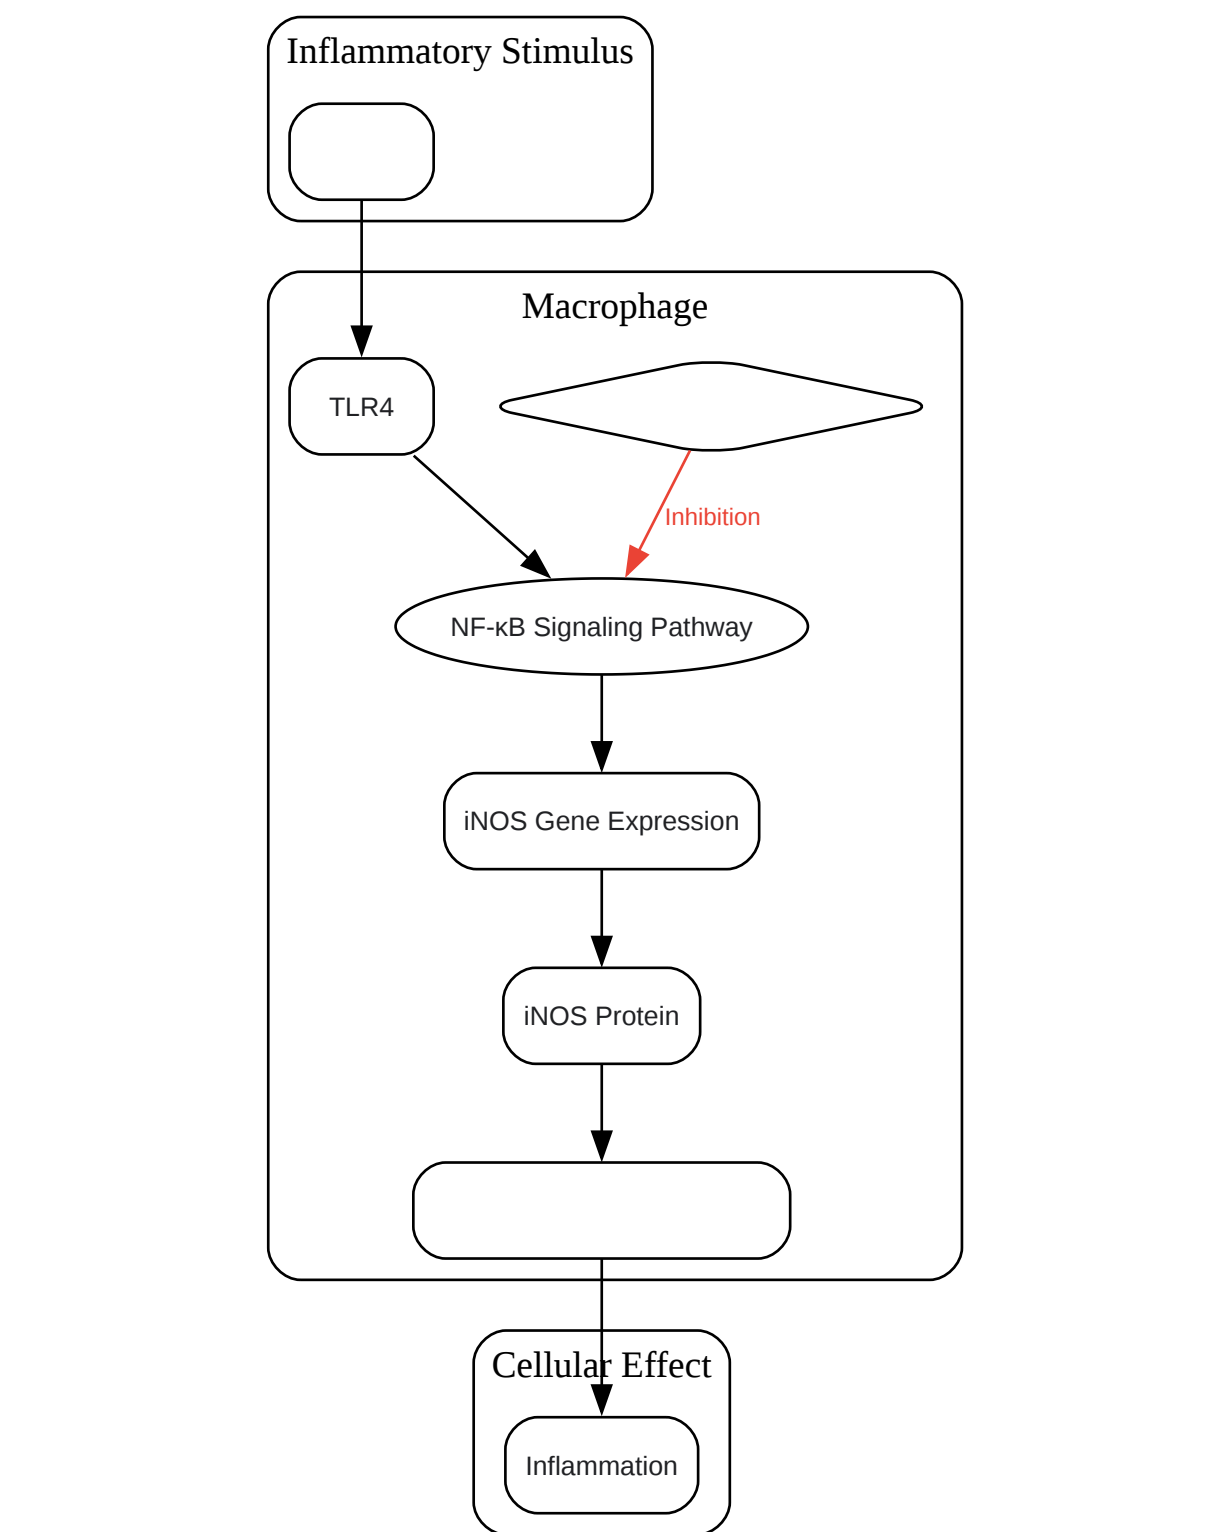 Inflammatory Stimulus
Macrophage
TLR4
Inhibition
NF-κB Signaling Pathway
iNOS Gene Expression
iNOS Protein
Cellular Effect
Inflammation